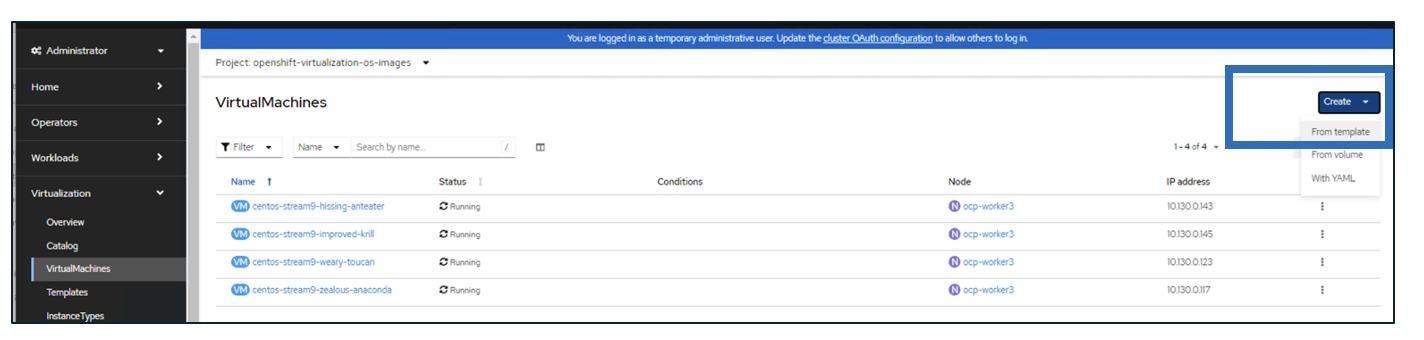 You are logged in as a temporary administrative user. Update the cluster OAuth configuration to allow others to log in.
Administrator
Home
Operators
Workloads
Virtualization
Overview
Catalog
VirtualMachines
Templates
InstanceTypes
Project: openshift-virtualization-os-images
VirtualMachines
Create
From template
From volume
With YAML
Filter Name Search by name... / 1 - 4 of 4
Name Status Conditions Node IP address
VM centos-stream9-hissing-anteater Running N ocp-worker3 10.130.0.143
VM centos-stream9-improved-krill Running N ocp-worker3 10.130.0.145
VM centos-stream9-weary-toucan Running N ocp-worker3 10.130.0.123
VM centos-stream9-zealous-anaconda Running N ocp-worker3 10.130.0.117